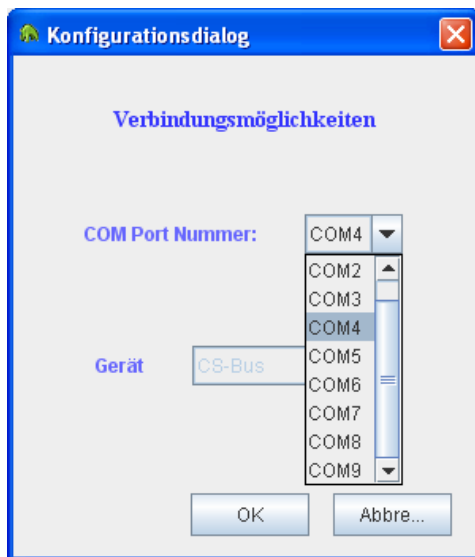 Konfigurationsdialog
Verbindungsmöglichkeiten
COM Port Nummer: COM4
COM2
COM3
COM4
COM5
Gerät CS-Bus
COM6
COM7
COM8
COM9
OK Abbre...